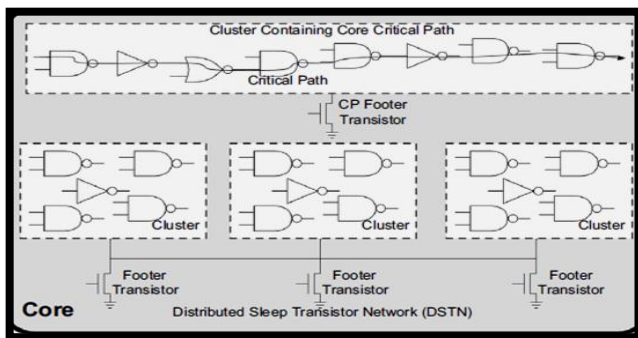 Cluster Containing Core Critical Path
Critical Path
CP Footer
Transistor
Cluster
Cluster
Cluster
Footer
Transistor
Footer
Transistor
Footer
Transistor
Core
Distributed Sleep Transistor Network (DSTN)